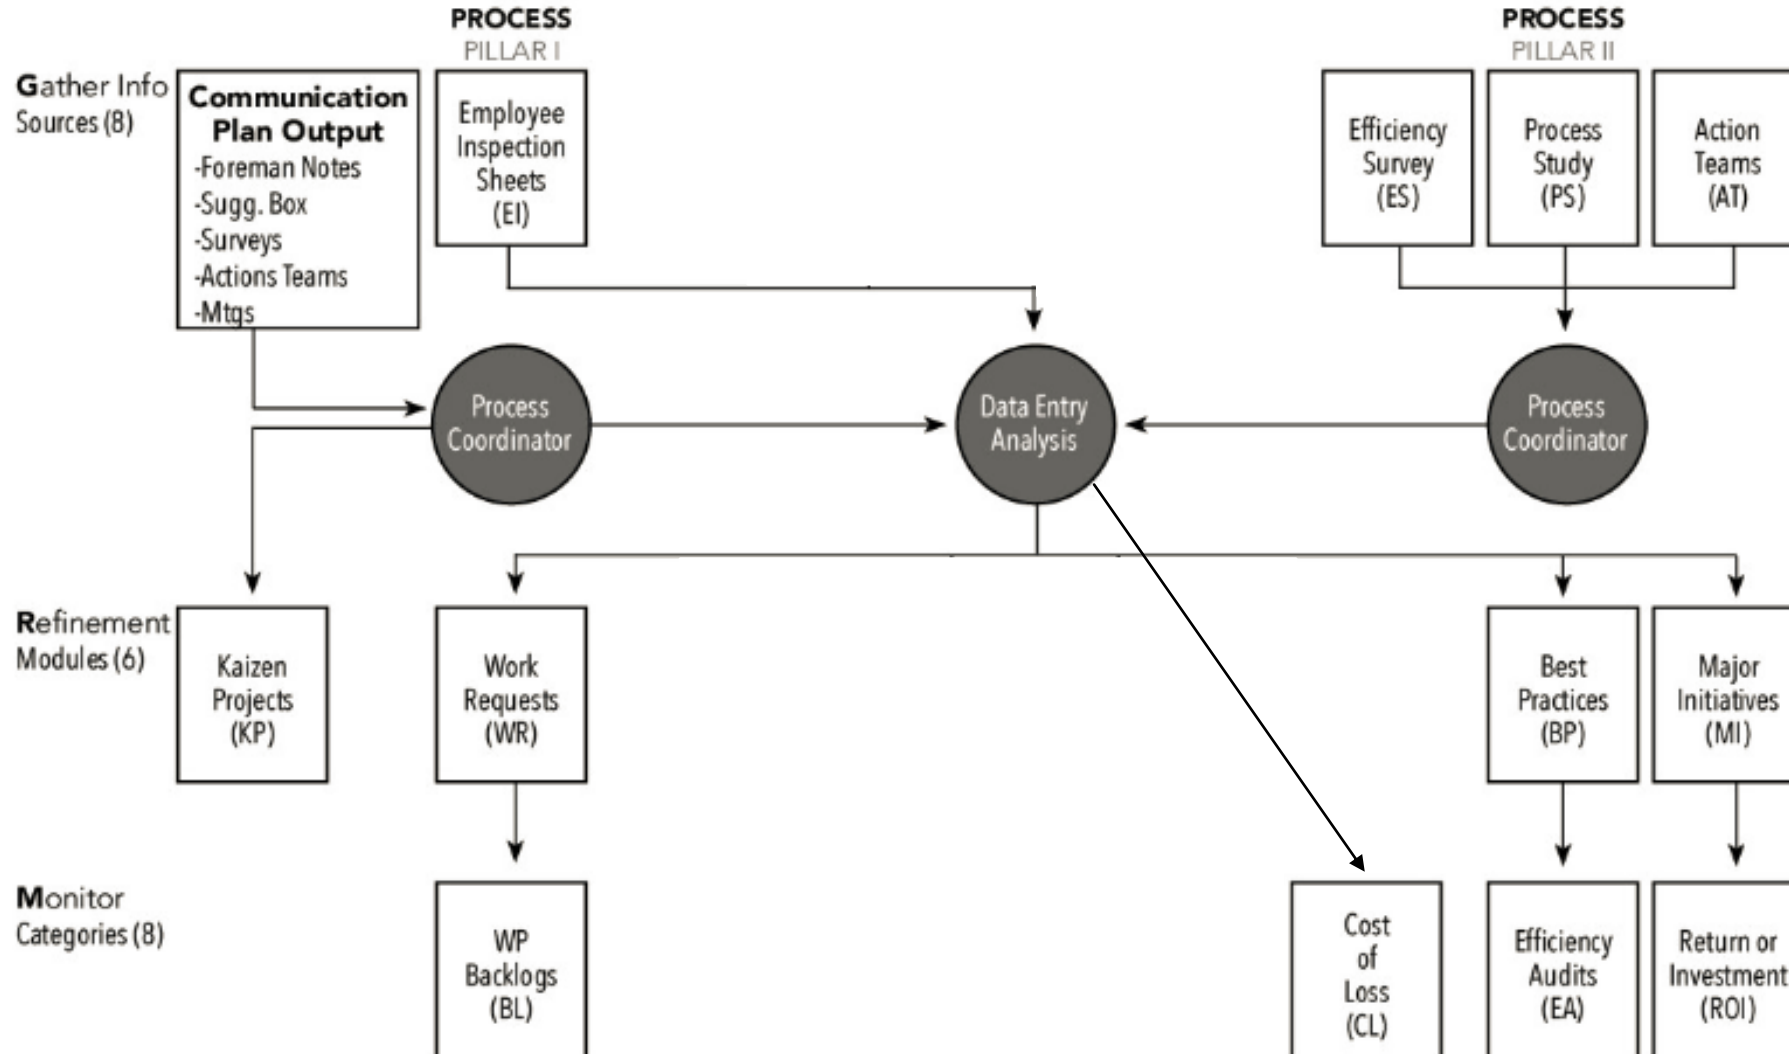 PROCESS
PILLAR I
PROCESS
PILLAR II
Gather Info
Sources (8)
Communication
Plan Output
-Foreman Notes
-Sugg. Box
-Surveys
-Actions Teams
-Mtgs
Employee
Inspection
Sheets
(EI)
Efficiency
Survey
(ES)
Process
Study
(PS)
Action
Teams
(AT)
Process
Coordinator
Data Entry
Analysis
Process
Coordinator
Refinement
Modules (6)
Kaizen
Projects
(KP)
Work
Requests
(WR)
Best
Practices
(BP)
Major
Initiatives
(MI)
Monitor
Categories (8)
WP
Backlogs
(BL)
Cost
of
Loss
(CL)
Efficiency
Audits
(EA)
Return or
Investment
(ROI)